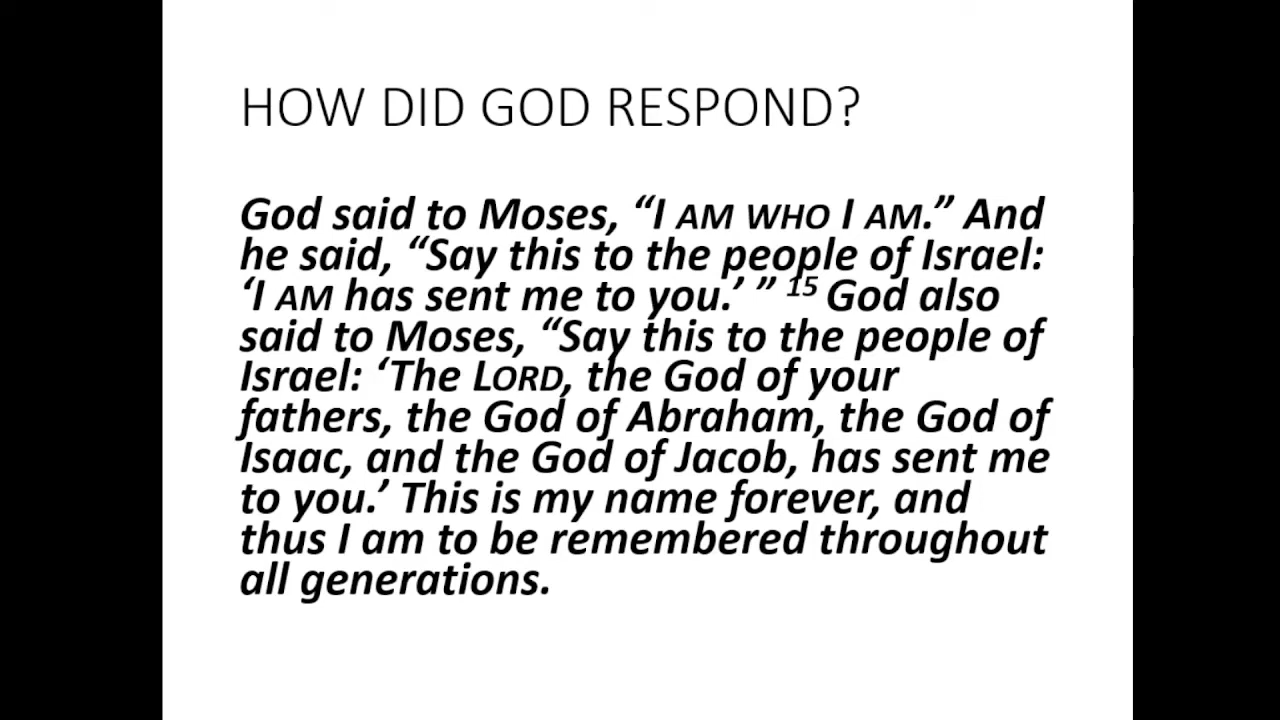 HOW DID GOD RESPOND?
God said to Moses, “I AM WHO I AM.” And
he said, “Say this to the people of Israel:
‘I AM has sent me to you.’ ” 15 God also
said to Moses, “Say this to the people of
Israel: ‘The LORD, the God of your
fathers, the God of Abraham, the God of
Isaac, and the God of Jacob, has sent me
to you.’ This is my name forever, and
thus I am to be remembered throughout
all generations.